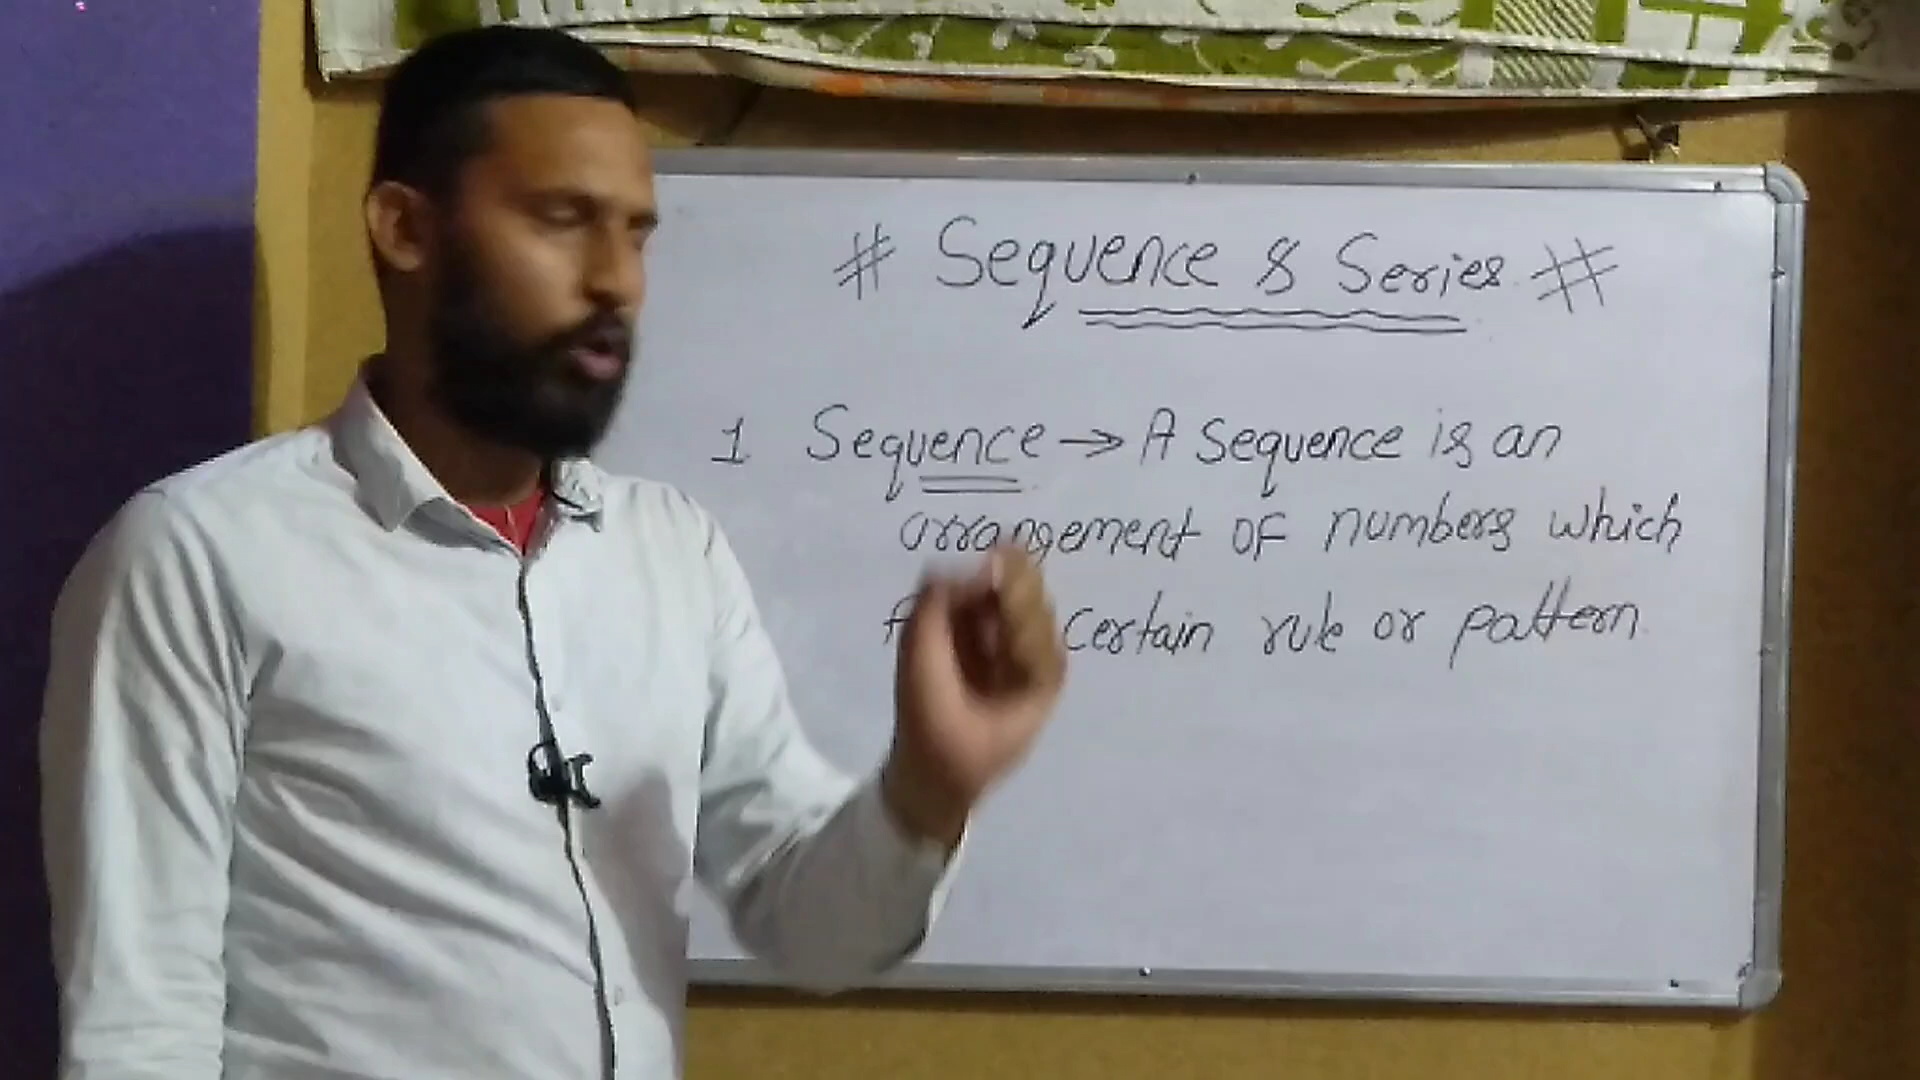 # Sequence & Series #
1 Sequence → A sequence is an
arrangement of numbers which
certain rule or pattern.